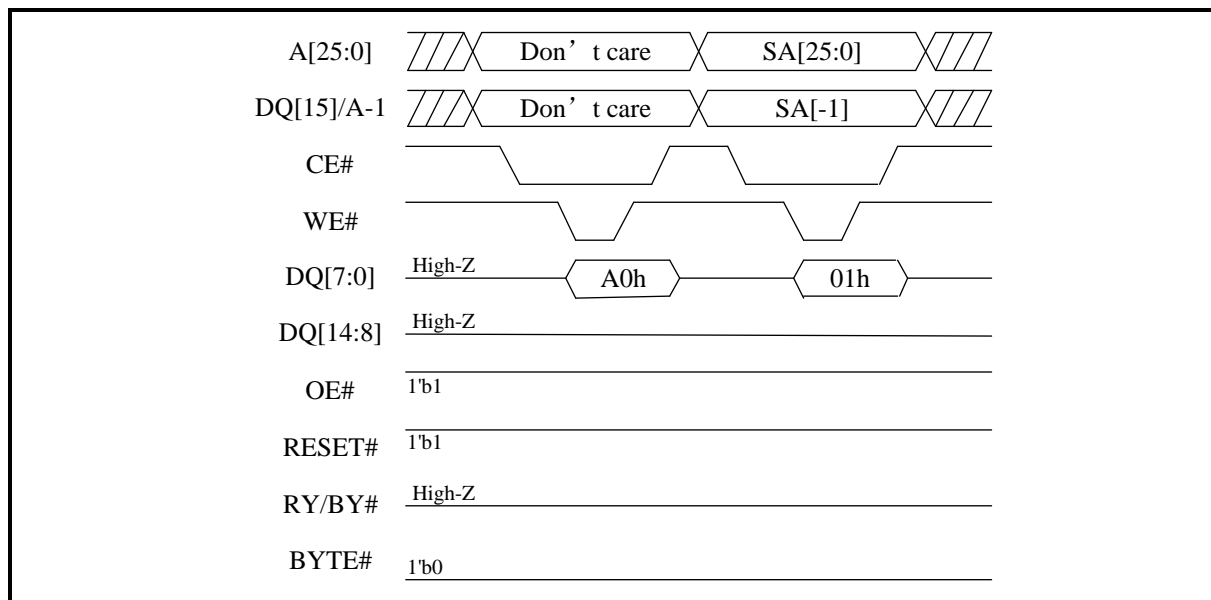 A[25:0] Don’t care SA[25:0]
DQ[15]/A-1 Don’t care SA[-1]
CE#
WE#
DQ[7:0] High-Z A0h 01h
DQ[14:8] High-Z
OE# 1'b1
RESET# 1'b1
RY/BY# High-Z
BYTE# 1'b0